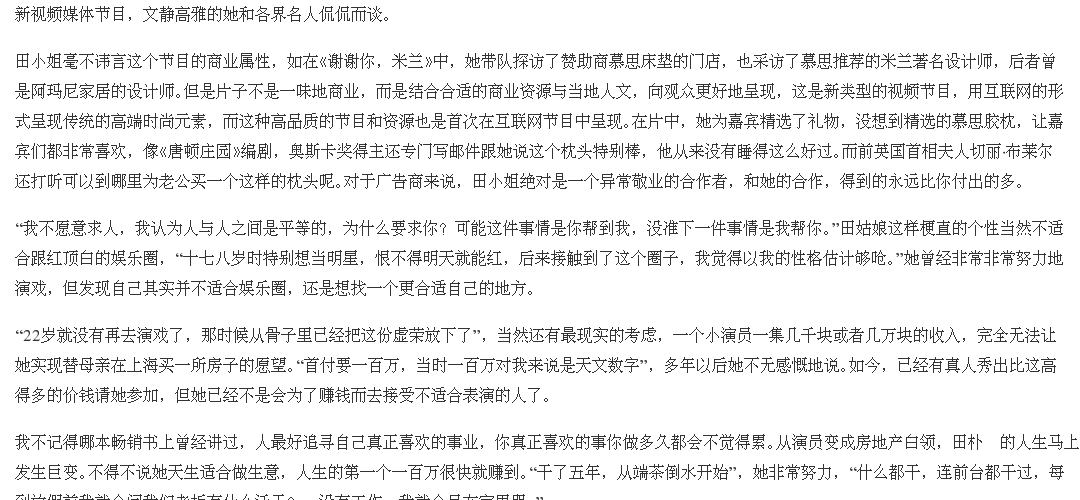 新视频媒体节目，文静高雅的她和各界名人侃侃而谈。
田小姐毫不讳言这个节目的商业属性，如在《谢谢你，米兰》中，她带队探访了赞助商慕思床垫的门店，也采访了慕思推荐的米兰著名设计师，后者曾
是阿玛尼家居的设计师。但是片子不是一味地商业，而是结合合适的商业资源与当地人文，向观众更好地呈现，这是新类型的视频节目，用互联网的形
式呈现传统的高端时尚元素，而这种高品质的节目和资源也是首次在互联网节目中呈现。在片中，她为嘉宾精选了礼物，没想到精选的慕思胶枕，让嘉
宾们都非常喜欢，像《唐顿庄园》编剧，奥斯卡奖得主还专门写邮件跟她说这个枕头特别棒，他从来没有睡得这么好过。而前英国首相夫人切丽·布莱尔
还打听可以到哪里为老公买一个这样的枕头呢。对于广告商来说，田小姐绝对是一个异常敬业的合作者，和她的合作，得到的永远比你付出的多。
“我不愿意求人，我认为人与人之间是平等的，为什么要求你？可能这件事情是你帮到我，没准下一件事情是我帮你。”田姑娘这样梗直的个性当然不适
合跟红顶白的娱乐圈，“十七八岁时特别想当明星，恨不得明天就能红，后来接触到了这个圈子，我觉得以我的性格估计够呛。”她曾经非常非常努力地
演戏，但发现自己其实并不适合娱乐圈，还是想找一个更合适自己的地方。
“22岁就没有再去演戏了，那时候从骨子里已经把这份虚荣放下了”，当然还有最现实的考虑，一个小演员一集几千块或者几万块的收入，完全无法让
她实现替母亲在上海买一所房子的愿望。“首付要一百万，当时一百万对我来说是天文数字”，多年以后她不无感慨地说。如今，已经有真人秀出比这高
得多的价钱请她参加，但她已经不是会为了赚钱而去接受不适合表演的人了。
我不记得哪本畅销书上曾经讲过，人最好追寻自己真正喜欢的事业，你真正喜欢的事你做多久都会不觉得累。从演员变成房地产白领，田朴　的人生马上
发生巨变。不得不说她天生适合做生意，人生的第一个一百万很快就赚到。“干了五年，从端茶倒水开始”，她非常努力，“什么都干，连前台都干过，每